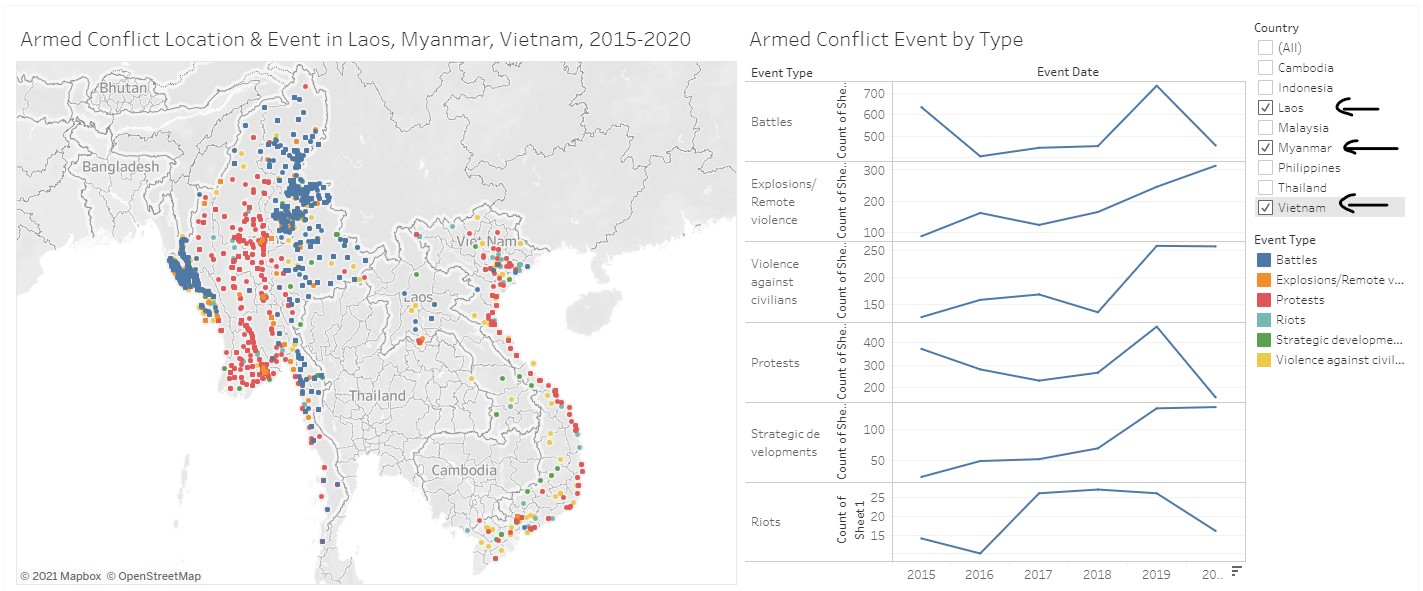 Armed Conflict Location & Event in Laos, Myanmar, Vietnam, 2015-2020
Bhutan
Bangladesh
Viet Nam
Laos
Thailand
Cambodia
© 2021 Mapbox © OpenStreetMap
Armed Conflict Event by Type
Event Type
Event Date
Battles
Count of She..
700
600
500
Explosions/
Remote
violence
Count of She..
300
200
100
Violence
against
civilians
Count of She..
250
200
150
Protests
Count of She..
400
300
200
Strategic de
velopments
Count of She..
100
50
Riots
Count of
Sheet1
25
20
15
2015
2016
2017
2018
2019
20..
Country
(All)
Cambodia
Indonesia
Laos
Malaysia
Myanmar
Philippines
Thailand
Vietnam
Event Type
Battles
Explosions/Remote v...
Protests
Riots
Strategic developme...
Violence against civil...